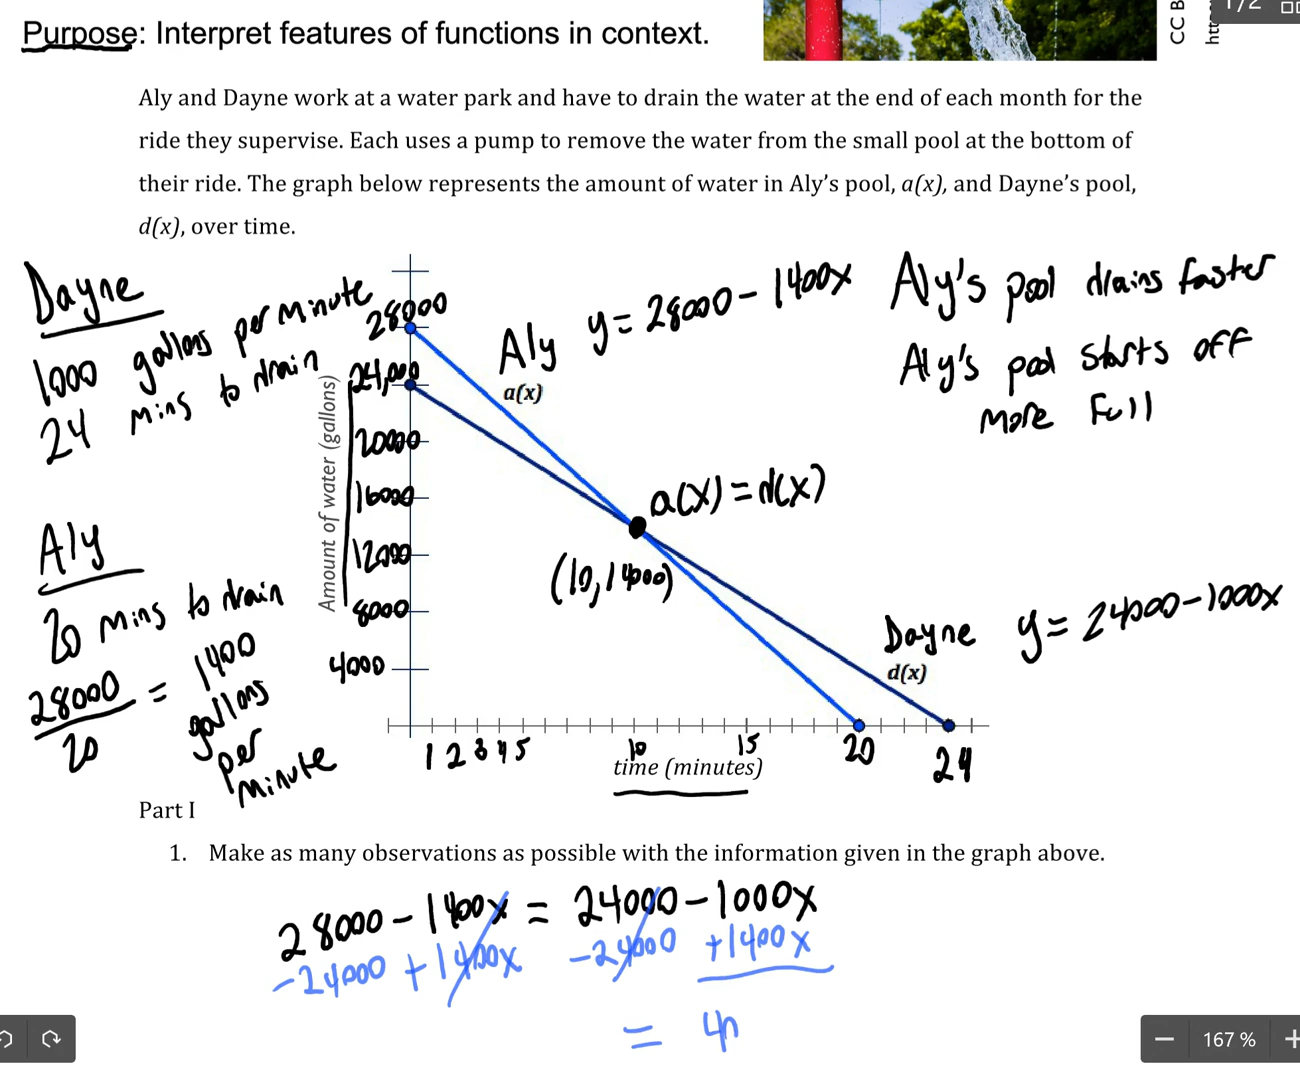 Purpose: Interpret features of functions in context.
CC B
htt
1/2
Aly and Dayne work at a water park and have to drain the water at the end of each month for the
ride they supervise. Each uses a pump to remove the water from the small pool at the bottom of
their ride. The graph below represents the amount of water in Aly's pool, a(x), and Dayne's pool,
d(x), over time.
Dayne
1000 gallons per minute
24 mins to drain
Aly
20 mins to drain
28000
20
= 1400
gallons
per
minute
Amount of water (gallons)
28000
24,000
20000
16000
12000
8000
4000
Aly y = 28000 - 1400x
a(x)
Aly's pool drains faster
Aly's pool starts off
more full
a(x) = d(x)
(10, 14000)
Dayne y = 24000 - 1000x
d(x)
1 2 3 4 5 10 15 20 24
time (minutes)
Part I
1. Make as many observations as possible with the information given in the graph above.
28000 - 1400x = 24000 - 1000x
-24000 + 1400x -24000 + 1400x
= 40
167 %